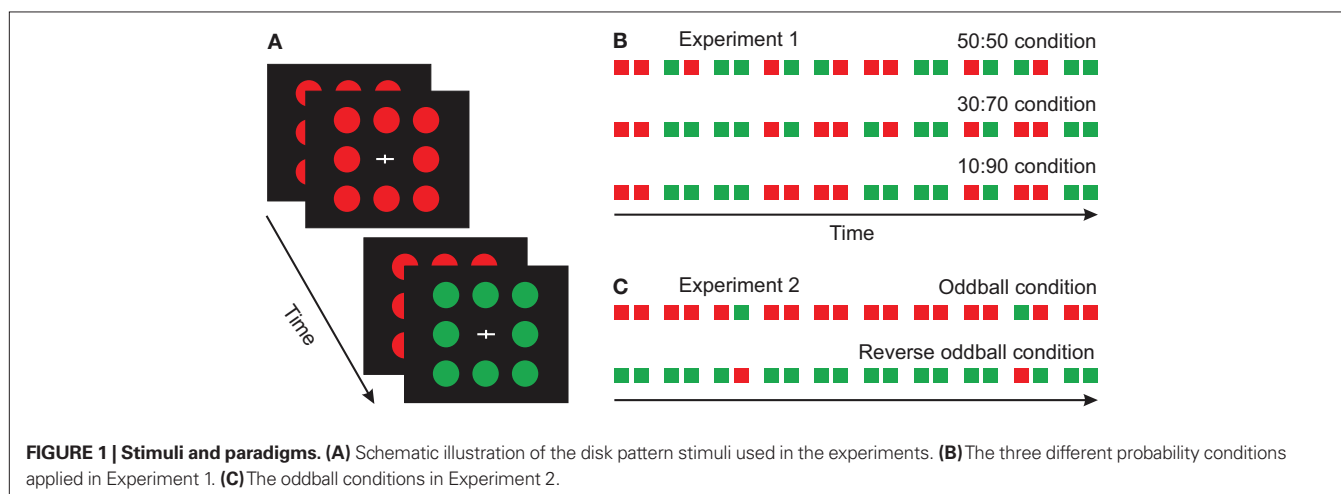 A
Time
B
Experiment 1
50:50 condition
30:70 condition
10:90 condition
Time
C
Experiment 2
Oddball condition
Reverse oddball condition
FIGURE 1 | Stimuli and paradigms. (A) Schematic illustration of the disk pattern stimuli used in the experiments. (B) The three different probability conditions
applied in Experiment 1. (C) The oddball conditions in Experiment 2.